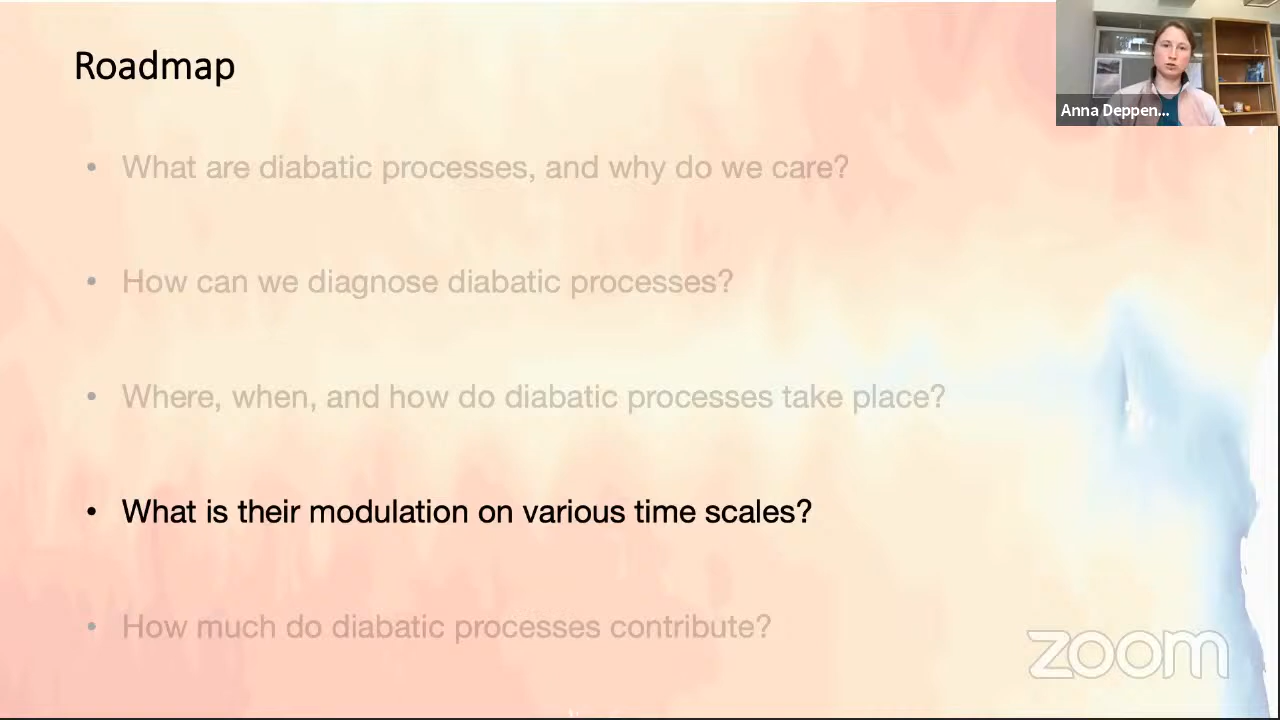 Roadmap
Anna Deppen...
• What are diabatic processes, and why do we care?
• How can we diagnose diabatic processes?
• Where, when, and how do diabatic processes take place?
• What is their modulation on various time scales?
• How much do diabatic processes contribute?
zoom